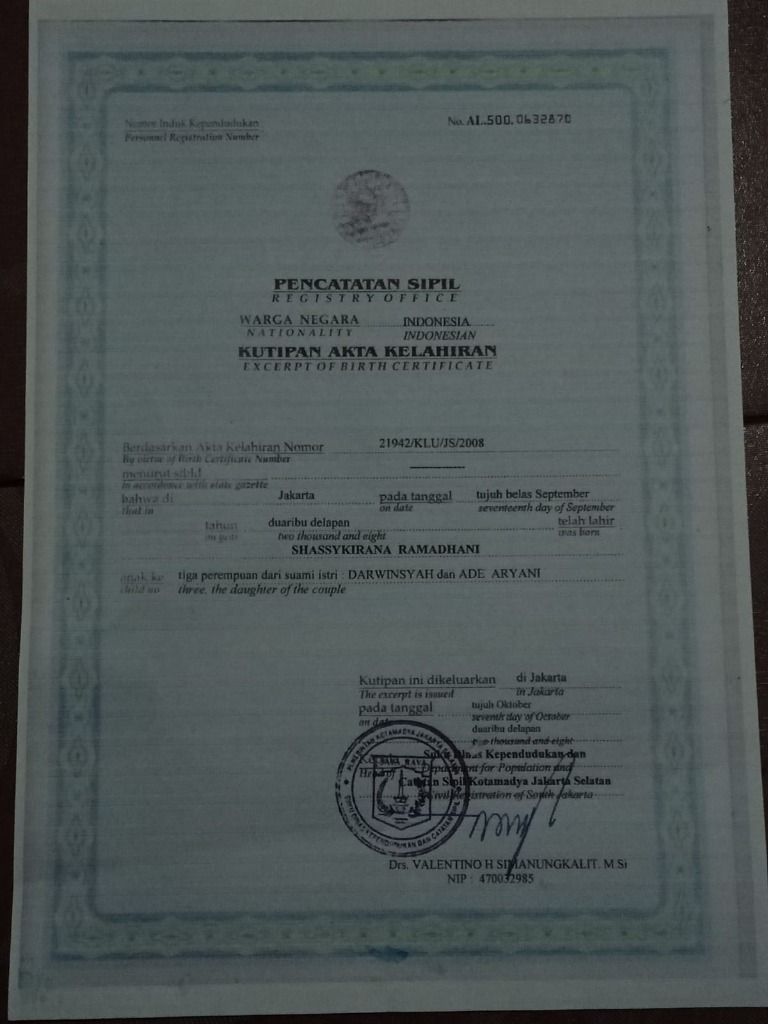 Nomor Induk Kependudukan
Personnel Registration Number
No. AL.500.0632870
PENCATATAN SIPIL
REGISTRY OFFICE
WARGA NEGARA INDONESIA
NATIONALITY INDONESIAN
KUTIPAN AKTA KELAHIRAN
EXCERPT OF BIRTH CERTIFICATE
Berdasarkan Akta Kelahiran Nomor 21942/KLU/JS/2008
By virtue of Birth Certificate Number
menurut stbld
in accordance with state gazette
bahwa di Jakarta pada tanggal tujuh belas September
that in on date seventeenth day of September
tahun duaribu delapan telah lahir
two thousand and eight was born
SHASSYKIRANA RAMADHANI
anak ke tiga perempuan dari suami istri : DARWINSYAH dan ADE ARYANI
child no three, the daughter of the couple
Kutipan ini dikeluarkan di Jakarta
The excerpt is issued in Jakarta
pada tanggal tujuh Oktober
on date seventh day of October
duaribu delapan
two thousand and eight
Suku Dinas Kependudukan dan
Department for Population and
Catatan Sipil Kotamadya Jakarta Selatan
Civil Registration of South Jakarta
JAYA RAYA
Drs. VALENTINO H SIMANUNGKALIT. M Si
NIP : 470032985